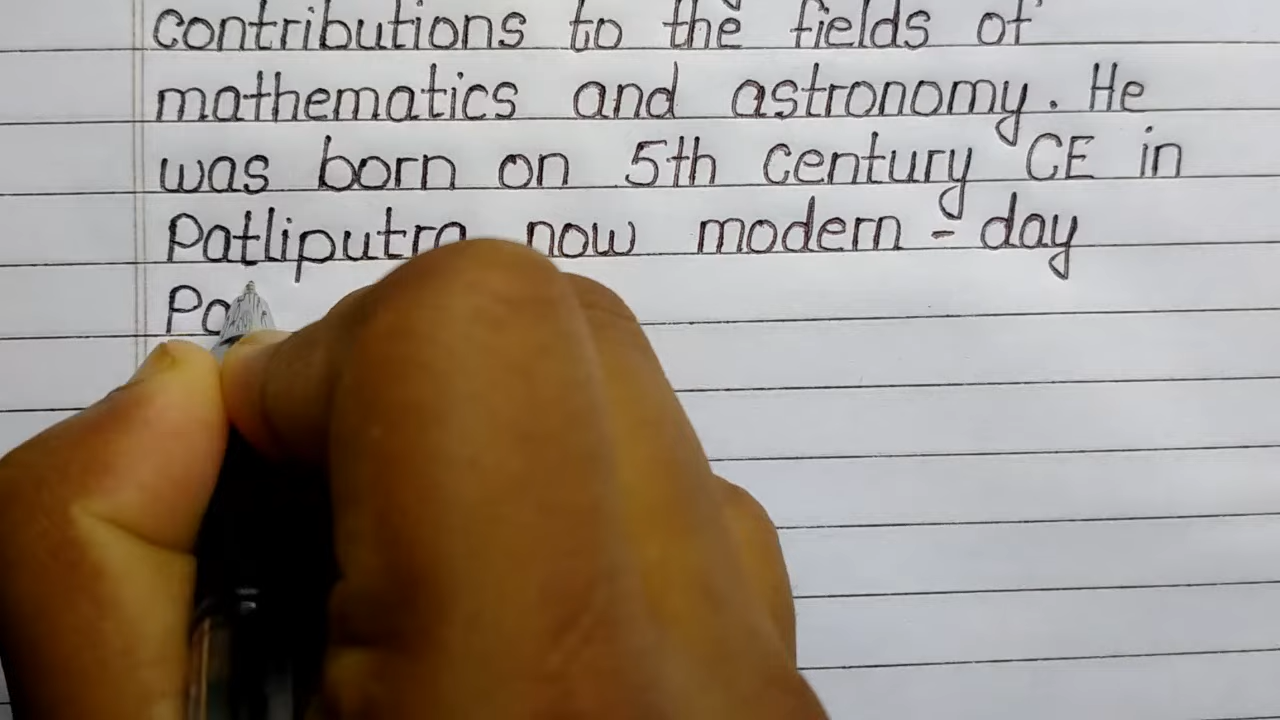 contributions to the fields of
mathematics and astronomy. He
was born on 5th century CE in
Patliputra now modern - day
Pa